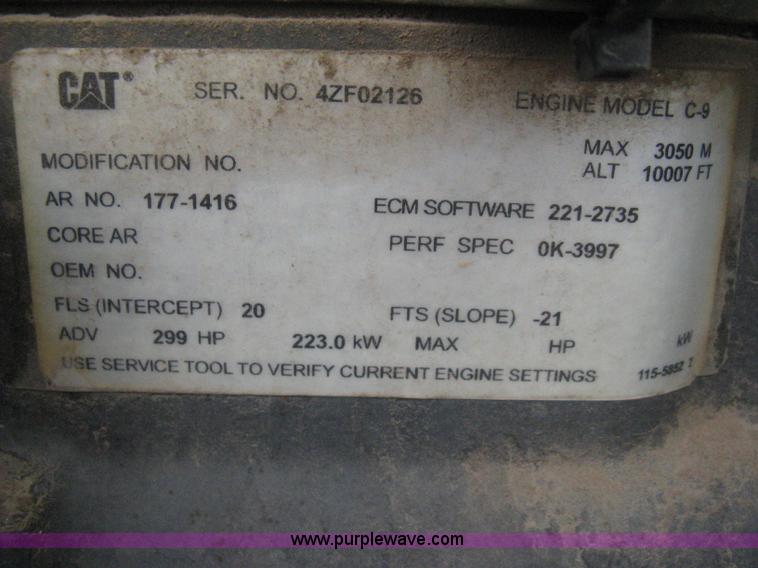 CAT® SER. NO. 4ZF02126 ENGINE MODEL C-9
MAX 3050 M
MODIFICATION NO. ALT 10007 FT
AR NO. 177-1416 ECM SOFTWARE 221-2735
CORE AR PERF SPEC 0K-3997
OEM NO.
FLS (INTERCEPT) 20 FTS (SLOPE) -21
ADV 299 HP 223.0 kW MAX HP kW
USE SERVICE TOOL TO VERIFY CURRENT ENGINE SETTINGS 115-5852
www.purplewave.com